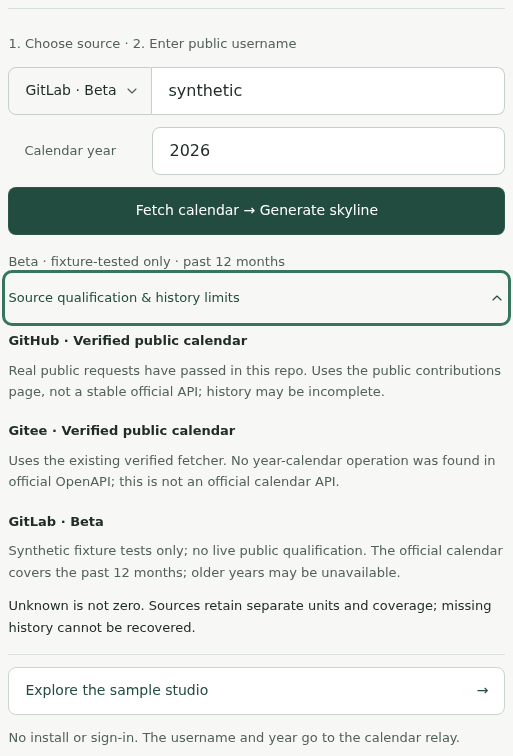 1. Choose source · 2. Enter public username
GitLab · Beta
synthetic
Calendar year
2026
Fetch calendar → Generate skyline
Beta · fixture-tested only · past 12 months
Source qualification & history limits
GitHub · Verified public calendar
Real public requests have passed in this repo. Uses the public contributions
page, not a stable official API; history may be incomplete.
Gitee · Verified public calendar
Uses the existing verified fetcher. No year-calendar operation was found in
official OpenAPI; this is not an official calendar API.
GitLab · Beta
Synthetic fixture tests only; no live public qualification. The official calendar
covers the past 12 months; older years may be unavailable.
Unknown is not zero. Sources retain separate units and coverage; missing
history cannot be recovered.
Explore the sample studio →
No install or sign-in. The username and year go to the calendar relay.